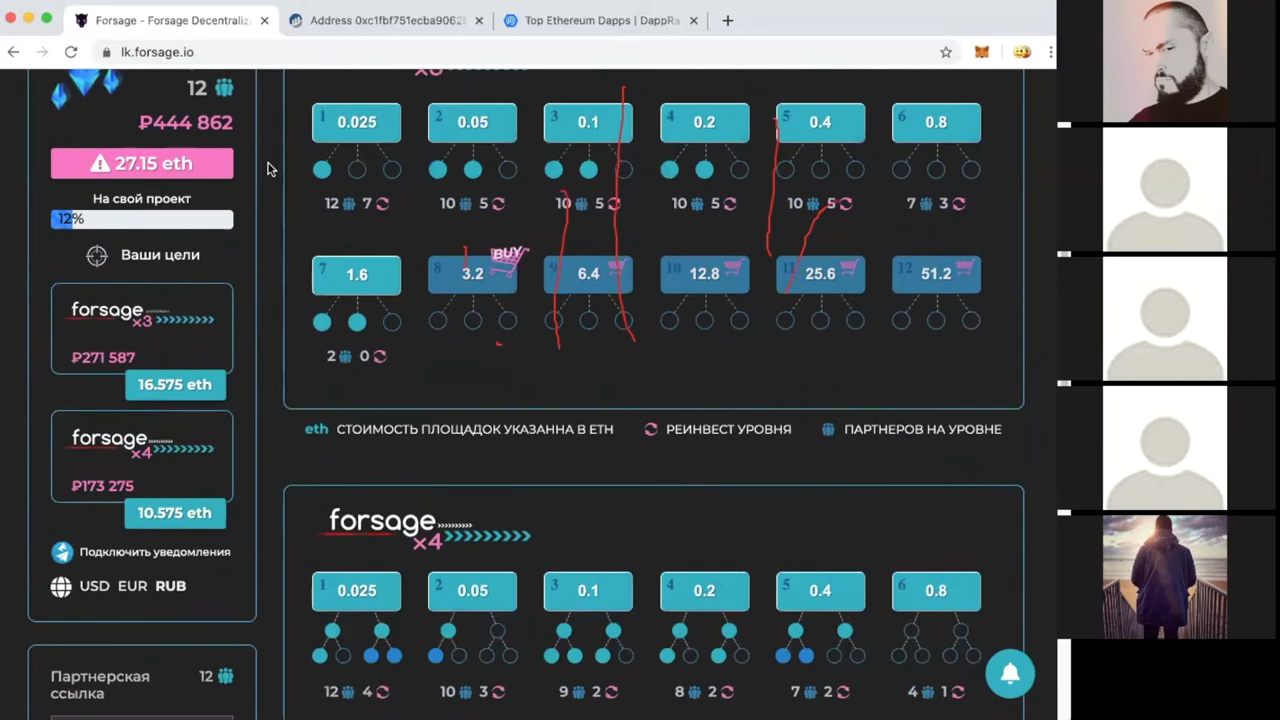 Forsage - Forsage Decentraliz
Address 0xc1fbf751ecba9062
Top Ethereum Dapps | DappRa
lk.forsage.io
12
₽444 862
27.15 eth
На свой проект
12%
Ваши цели
forsage
x3
₽271 587
16.575 eth
forsage
x4
₽173 275
10.575 eth
Подключить уведомления
USD EUR RUB
Партнерская
ссылка
12
1 0.025
2 0.05
3 0.1
4 0.2
5 0.4
6 0.8
12 7
10 5
10 5
10 5
10 5
7 3
7 1.6
8 3.2 BUY
9 6.4
10 12.8
11 25.6
12 51.2
2 0
eth СТОИМОСТЬ ПЛОЩАДОК УКАЗАННА В ETH
РЕИНВЕСТ УРОВНЯ
ПАРТНЕРОВ НА УРОВНЕ
forsage
x4
1 0.025
2 0.05
3 0.1
4 0.2
5 0.4
6 0.8
12 4
10 3
9 2
8 2
7 2
4 1